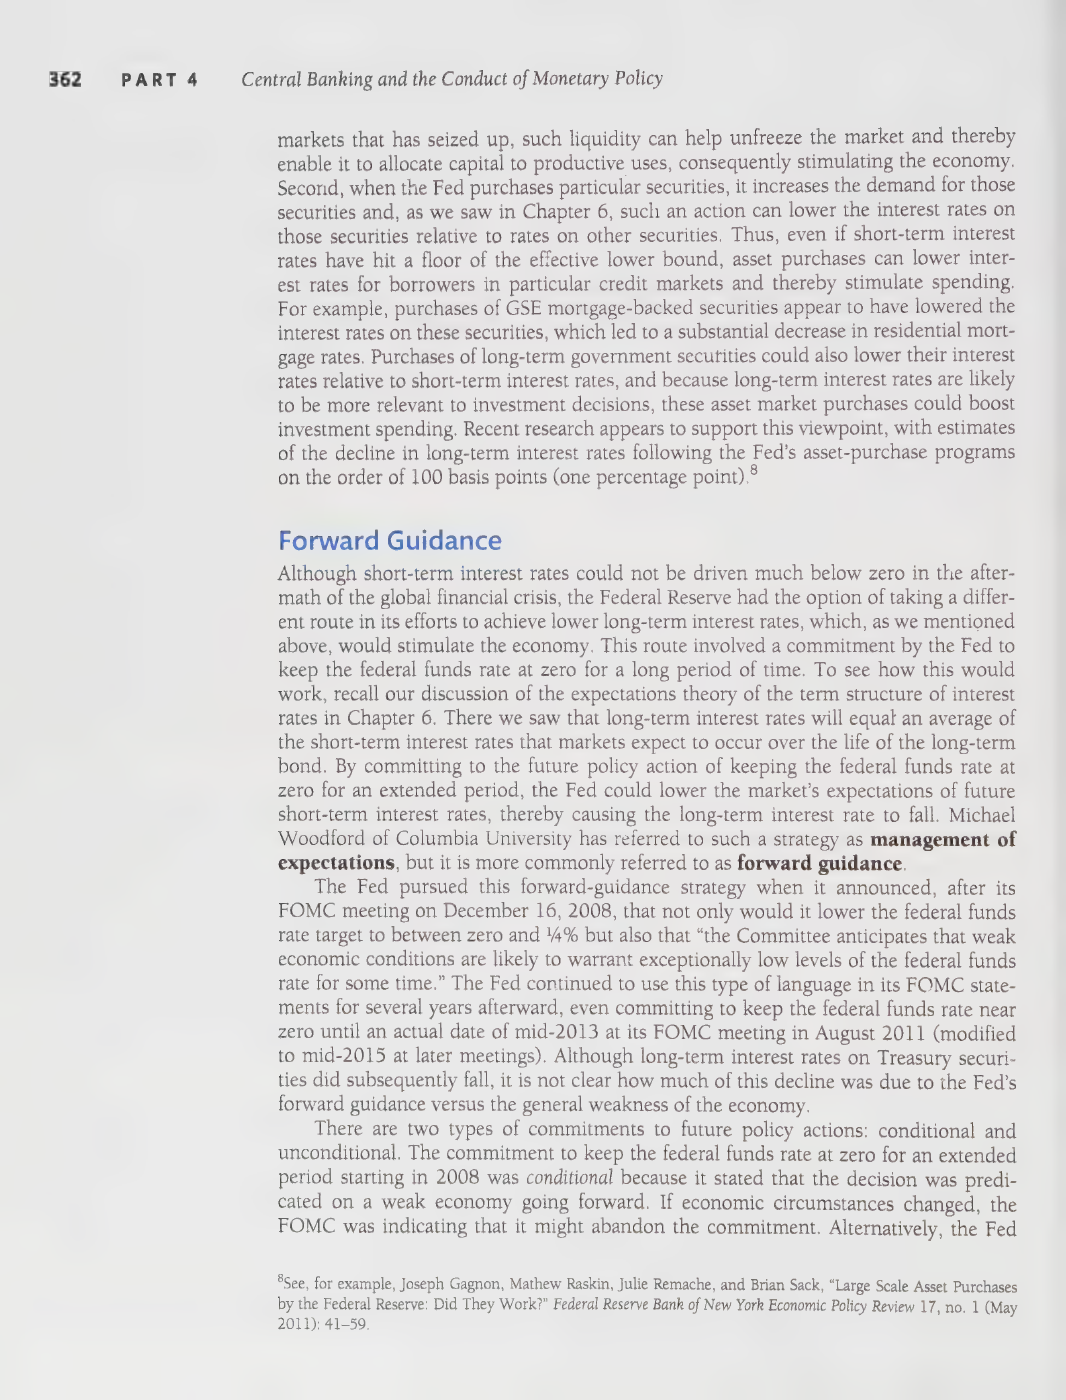 362 PART 4 Central Banking and the Conduct of Monetary Policy
markets that has seized up, such liquidity can help unfreeze the market and thereby
enable it to allocate capital to productive uses, consequently stimulating the economy.
Second, when the Fed purchases particular securities, it increases the demand for those
securities and, as we saw in Chapter 6, such an action can lower the interest rates on
those securities relative to rates on other securities. Thus, even if short-term interest
rates have hit a floor of the effective lower bound, asset purchases can lower inter-
est rates for borrowers in particular credit markets and thereby stimulate spending.
For example, purchases of GSE mortgage-backed securities appear to have lowered the
interest rates on these securities, which led to a substantial decrease in residential mort-
gage rates. Purchases of long-term government securities could also lower their interest
rates relative to short-term interest rates, and because long-term interest rates are likely
to be more relevant to investment decisions, these asset market purchases could boost
investment spending. Recent research appears to support this viewpoint, with estimates
of the decline in long-term interest rates following the Fed's asset-purchase programs
on the order of 100 basis points (one percentage point).⁸
Forward Guidance
Although short-term interest rates could not be driven much below zero in the after-
math of the global financial crisis, the Federal Reserve had the option of taking a differ-
ent route in its efforts to achieve lower long-term interest rates, which, as we mentioned
above, would stimulate the economy. This route involved a commitment by the Fed to
keep the federal funds rate at zero for a long period of time. To see how this would
work, recall our discussion of the expectations theory of the term structure of interest
rates in Chapter 6. There we saw that long-term interest rates will equal an average of
the short-term interest rates that markets expect to occur over the life of the long-term
bond. By committing to the future policy action of keeping the federal funds rate at
zero for an extended period, the Fed could lower the market's expectations of future
short-term interest rates, thereby causing the long-term interest rate to fall. Michael
Woodford of Columbia University has referred to such a strategy as management of
expectations, but it is more commonly referred to as forward guidance.
The Fed pursued this forward-guidance strategy when it announced, after its
FOMC meeting on December 16, 2008, that not only would it lower the federal funds
rate target to between zero and ¼% but also that “the Committee anticipates that weak
economic conditions are likely to warrant exceptionally low levels of the federal funds
rate for some time.” The Fed continued to use this type of language in its FOMC state-
ments for several years afterward, even committing to keep the federal funds rate near
zero until an actual date of mid-2013 at its FOMC meeting in August 2011 (modified
to mid-2015 at later meetings). Although long-term interest rates on Treasury securi-
ties did subsequently fall, it is not clear how much of this decline was due to the Fed's
forward guidance versus the general weakness of the economy.
There are two types of commitments to future policy actions: conditional and
unconditional. The commitment to keep the federal funds rate at zero for an extended
period starting in 2008 was conditional because it stated that the decision was predi-
cated on a weak economy going forward. If economic circumstances changed, the
FOMC was indicating that it might abandon the commitment. Alternatively, the Fed
⁸See, for example, Joseph Gagnon, Mathew Raskin, Julie Remache, and Brian Sack, “Large Scale Asset Purchases
by the Federal Reserve: Did They Work?” Federal Reserve Bank of New York Economic Policy Review 17, no. 1 (May
2011): 41–59.